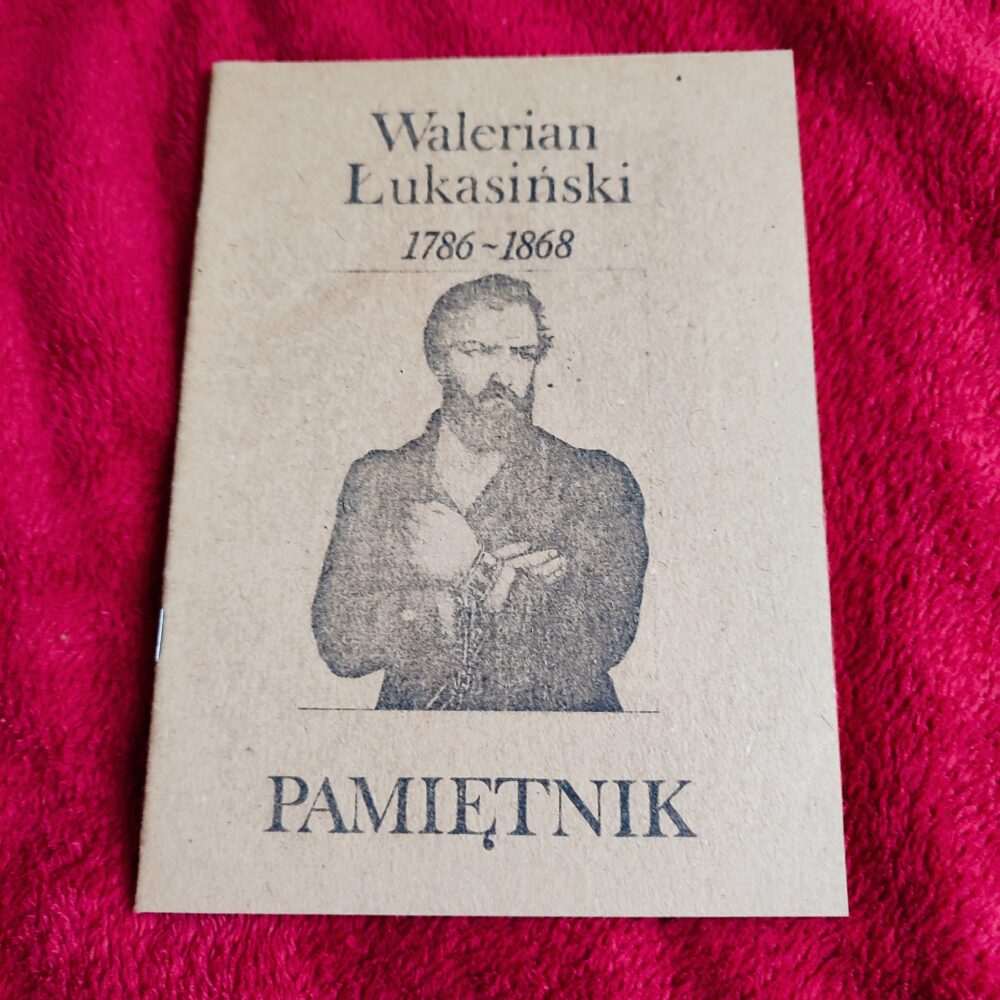 Walerian
Łukasiński
1786~1868
PAMIĘTNIK